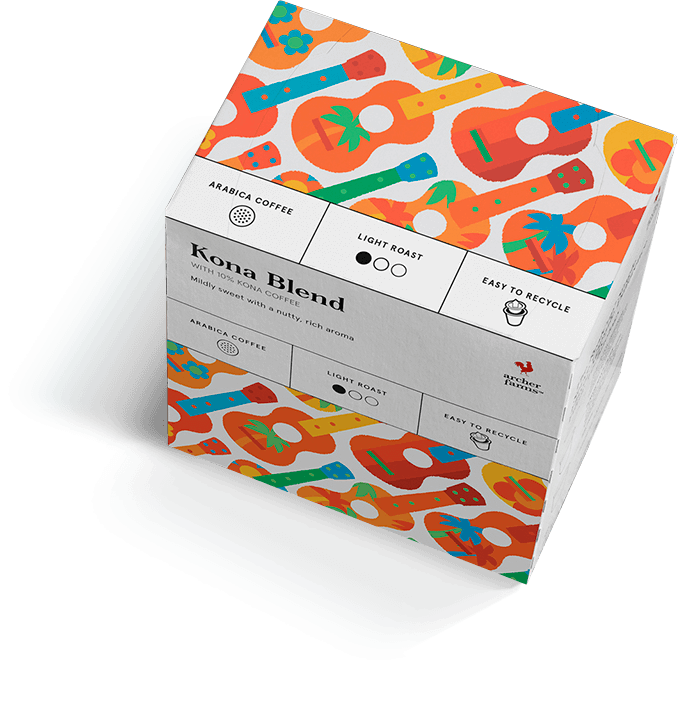 ARABICA COFFEE
LIGHT ROAST
EASY TO RECYCLE
Kona Blend
WITH 10% KONA COFFEE
Mildly sweet with a nutty, rich aroma
archer
farms™
ARABICA COFFEE
LIGHT ROAST
EASY TO RECYCLE